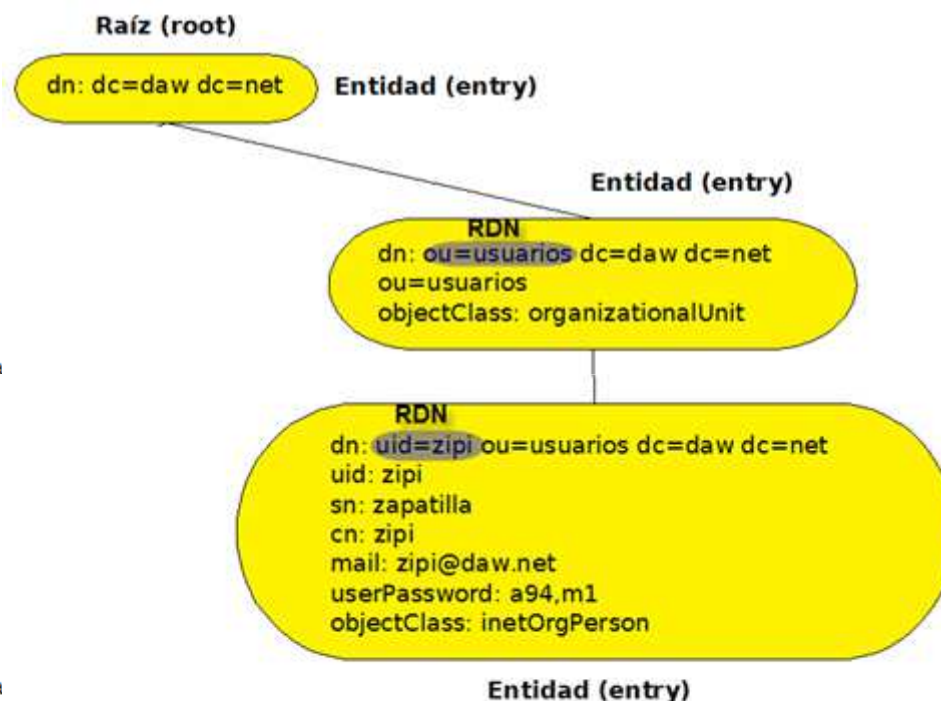 Raíz (root)
dn: dc=daw dc=net
Entidad (entry)
Entidad (entry)
RDN
dn: ou=usuarios dc=daw dc=net
ou=usuarios
objectClass: organizationalUnit
RDN
dn: uid=zipi ou=usuarios dc=daw dc=net
uid: zipi
sn: zapatilla
cn: zipi
mail: zipi@daw.net
userPassword: a94,m1
objectClass: inetOrgPerson
Entidad (entry)